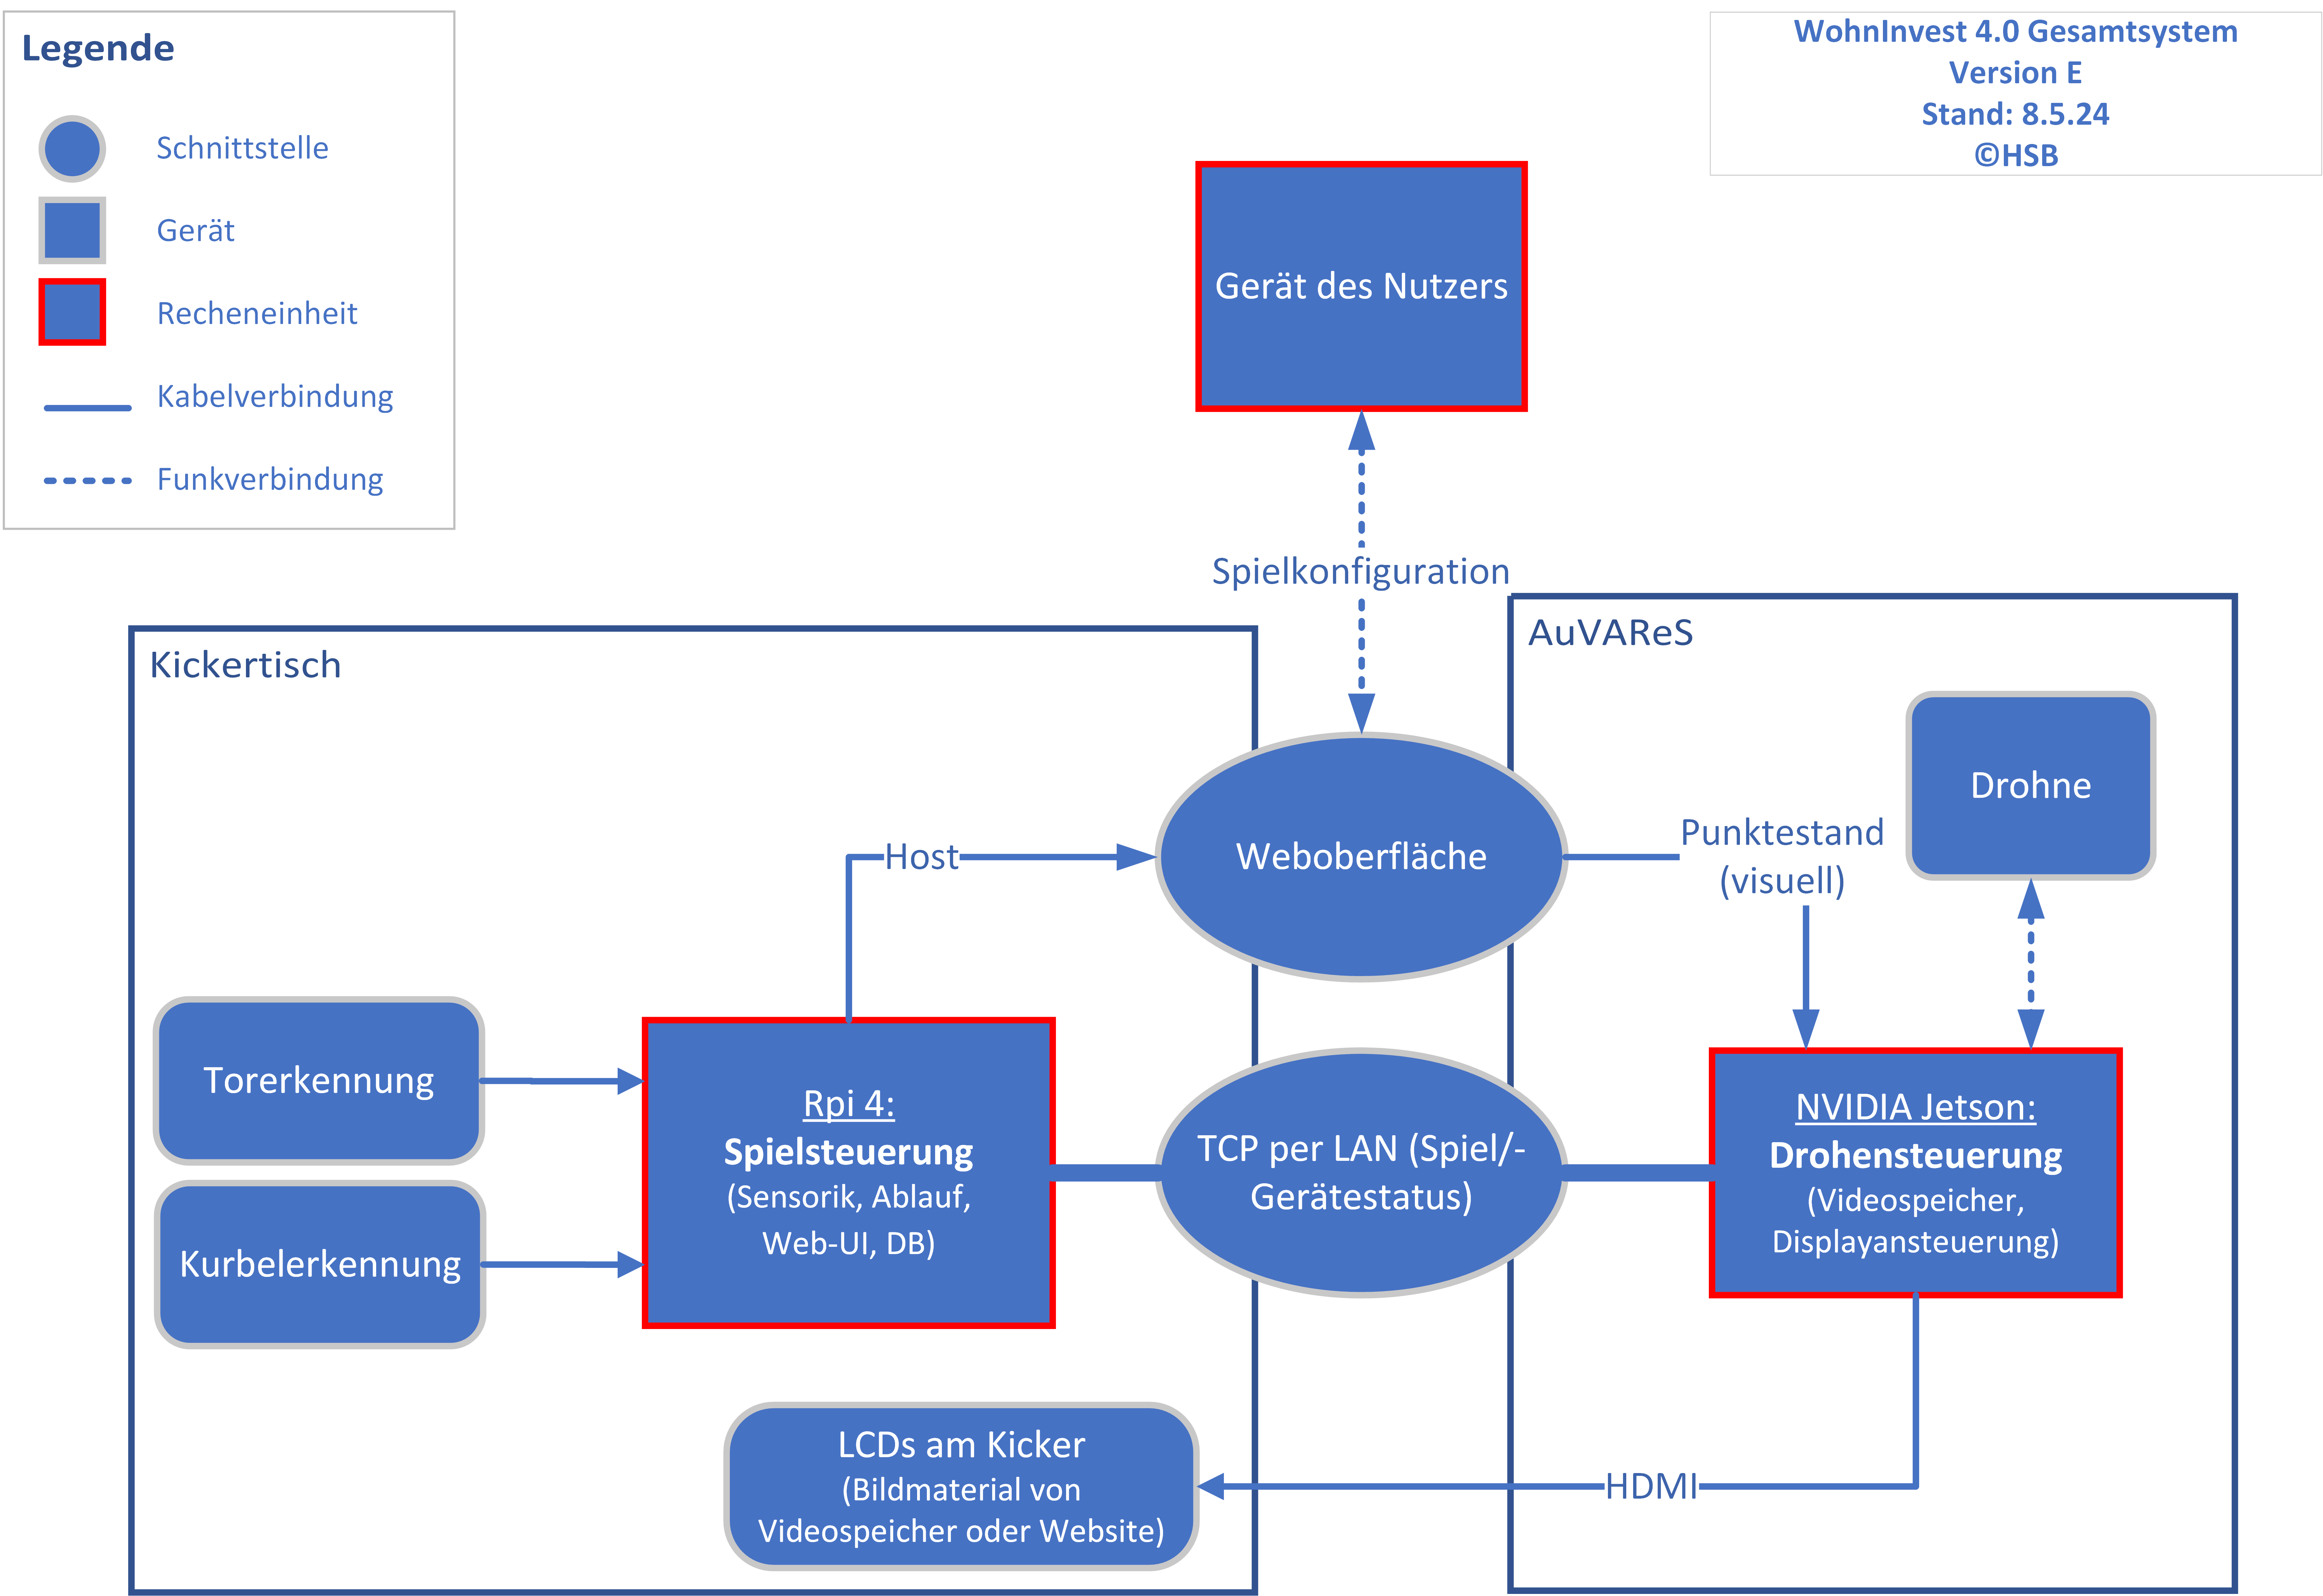 Legende
Schnittstelle
Gerät
Recheneinheit
Kabelverbindung
Funkverbindung
WohnInvest 4.0 Gesamtsystem
Version E
Stand: 8.5.24
©HSB
Gerät des Nutzers
Spielkonfiguration
Kickertisch
AuVAReS
Drohne
Host
Weboberfläche
Punktestand
(visuell)
Torerkennung
Kurbelerkennung
Rpi 4:
Spielsteuerung
(Sensorik, Ablauf,
Web-UI, DB)
TCP per LAN (Spiel/-
Gerätestatus)
NVIDIA Jetson:
Drohensteuerung
(Videospeicher,
Displayansteuerung)
LCDs am Kicker
(Bildmaterial von
Videospeicher oder Website)
HDMI